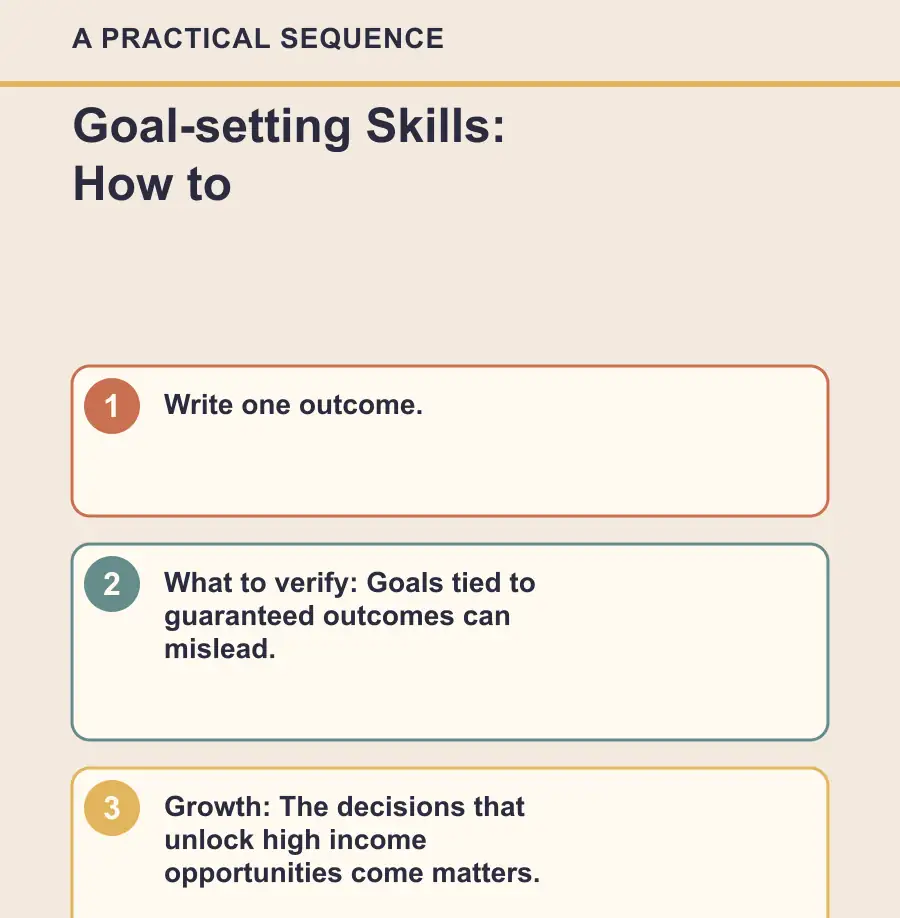 A PRACTICAL SEQUENCE
Goal-setting Skills:
How to
1
Write one outcome.
2
What to verify: Goals tied to
guaranteed outcomes can
mislead.
3
Growth: The decisions that
unlock high income
opportunities come matters.